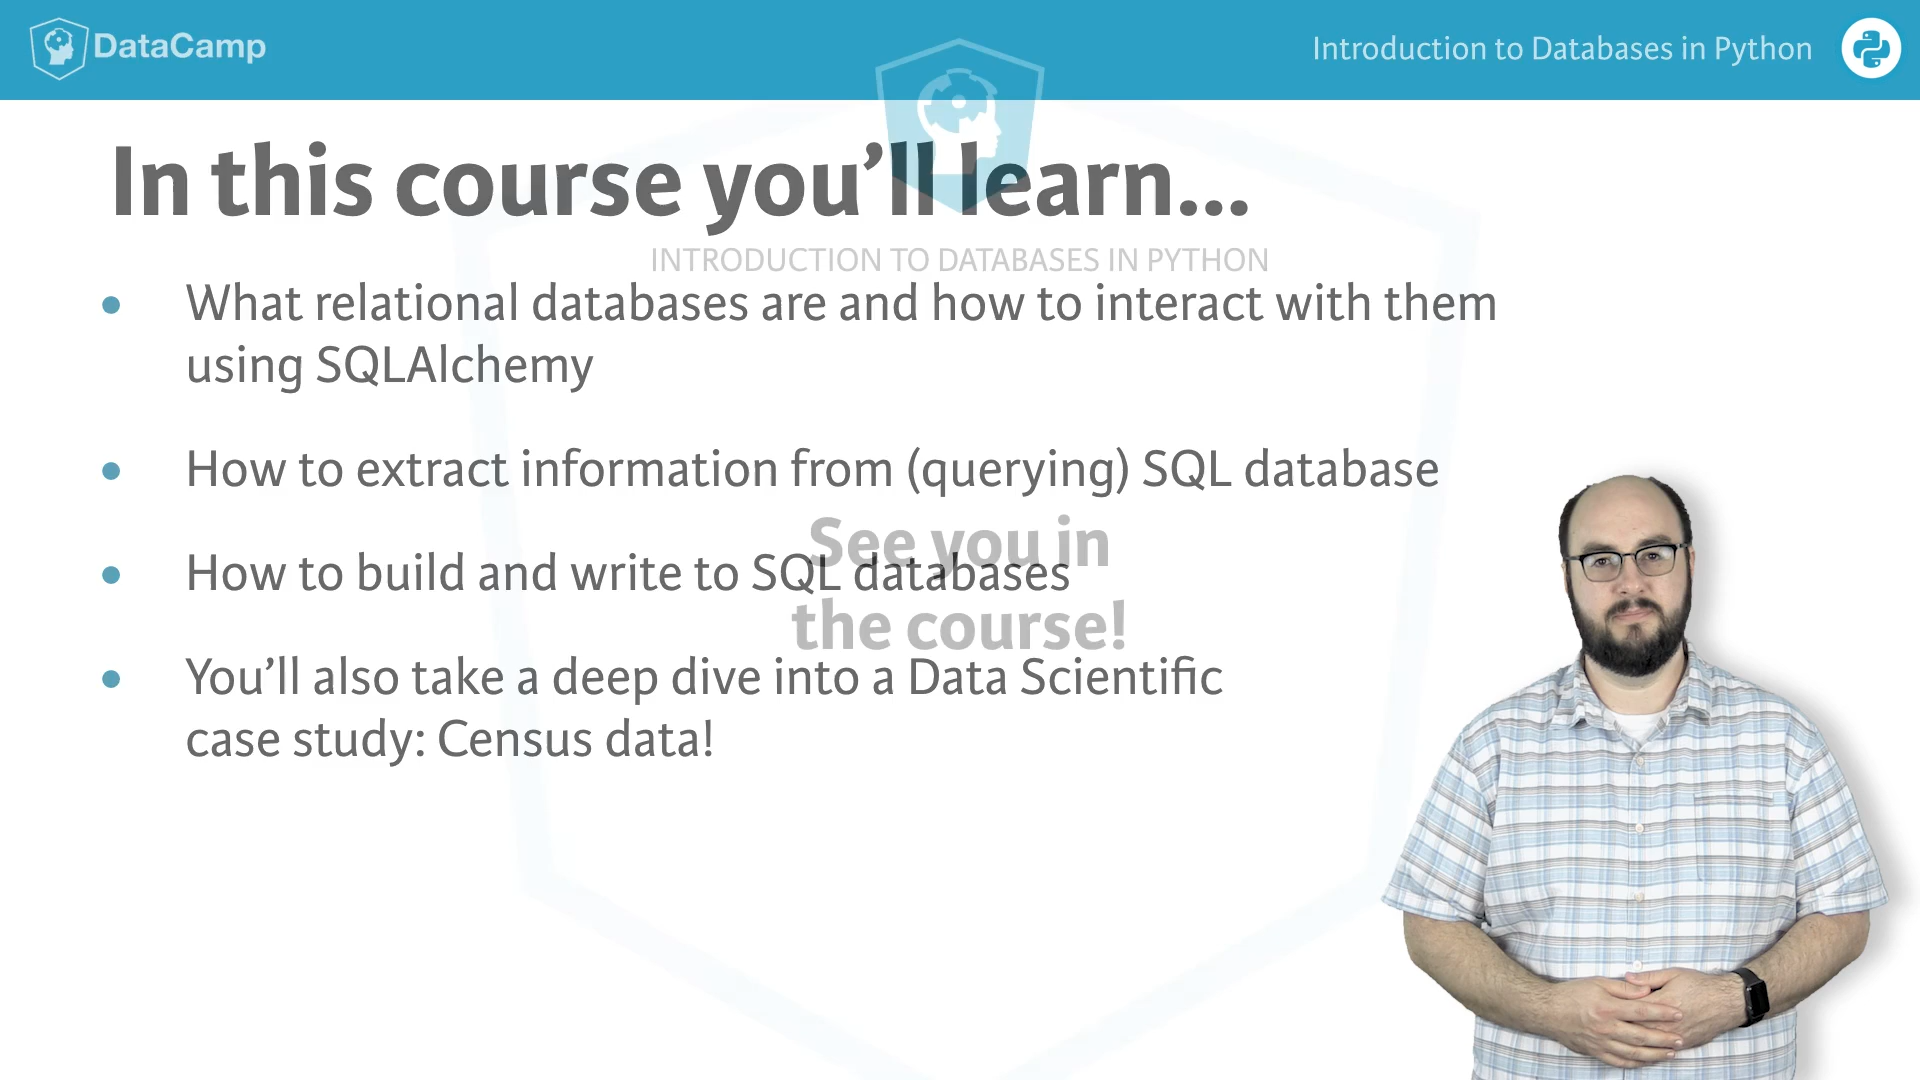 DataCamp
Introduction to Databases in Python
In this course you’ll learn...
INTRODUCTION TO DATABASES IN PYTHON
• What relational databases are and how to interact with them
using SQLAlchemy
• How to extract information from (querying) SQL database
See you in
• How to build and write to SQL databases
the course!
• You’ll also take a deep dive into a Data Scientific
case study: Census data!